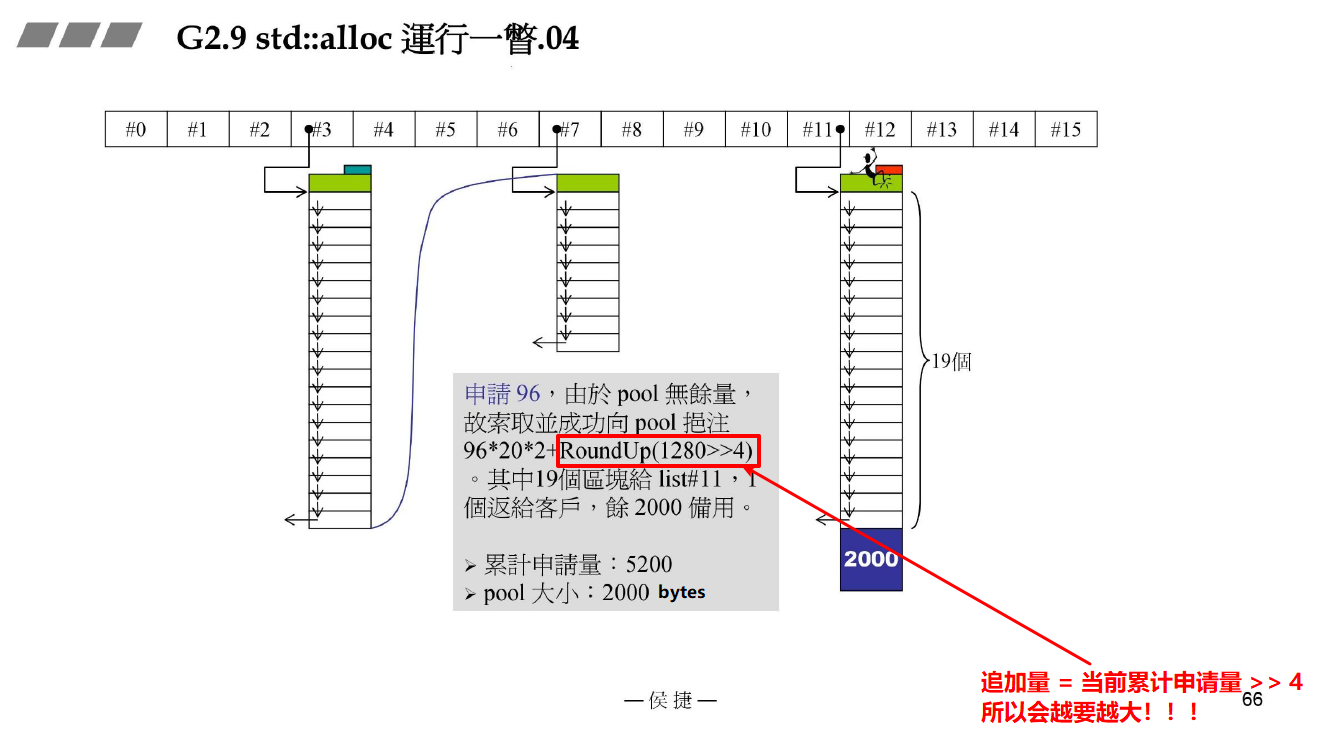 G2.9 std::alloc 運行一瞥.04
#0 #1 #2 #3 #4 #5 #6 #7 #8 #9 #10 #11 #12 #13 #14 #15
19個
申請 96，由於 pool 無餘量，
故索取並成功向 pool 挹注
96*20*2+RoundUp(1280>>4)
。其中19個區塊給 list#11，1
個返給客戶，餘 2000 備用。
➢ 累計申請量：5200
➢ pool 大小：2000 bytes
2000
追加量 = 当前累计申请量 >> 4
所以会越要越大！！！
— 侯 捷 —
66